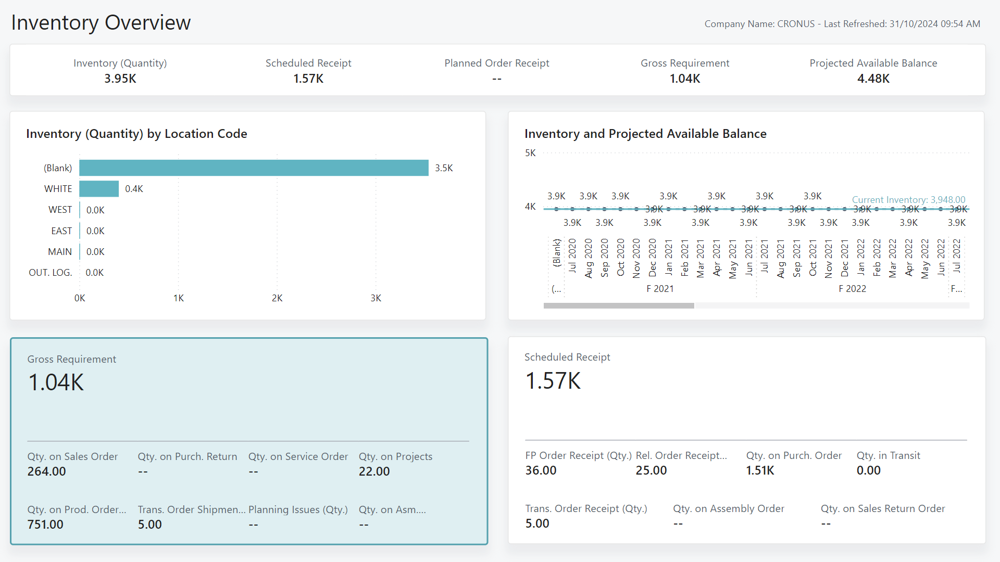 Inventory Overview
Company Name: CRONUS - Last Refreshed: 31/10/2024 09:54 AM
Inventory (Quantity)
3.95K
Scheduled Receipt
1.57K
Planned Order Receipt
--
Gross Requirement
1.04K
Projected Available Balance
4.48K
Inventory (Quantity) by Location Code
(Blank) 3.5K
WHITE 0.4K
WEST 0.0K
EAST 0.0K
MAIN 0.0K
OUT. LOG. 0.0K
0K 1K 2K 3K
Inventory and Projected Available Balance
5K
3.9K 3.9K 3.9K 3.9K 3.9K 3.9K 3.9K
Current Inventory: 3,948.00
4K
3.9K 3.9K 3.9K 3.9K 3.9K 3.9K 3.9K
3.9K 3.9K 3.9K 3.9K 3.9K 3.9K 3.9K 3.9K 3.9K 3.9K
(Blank) Jul 2020 Aug 2020 Sep 2020 Oct 2020 Nov 2020 Dec 2020 Jan 2021 Feb 2021 Mar 2021 Apr 2021 May 2021 Jun 2021 Jul 2021 Aug 2021 Sep 2021 Oct 2021 Nov 2021 Dec 2021 Jan 2022 Feb 2022 Mar 2022 Apr 2022 May 2022 Jun 2022 Jul 2022
(... F 2021 F 2022 F...
Gross Requirement
1.04K
Qty. on Sales Order
264.00
Qty. on Purch. Return
--
Qty. on Service Order
--
Qty. on Projects
22.00
Qty. on Prod. Order...
751.00
Trans. Order Shipmen...
5.00
Planning Issues (Qty.)
--
Qty. on Asm....
--
Scheduled Receipt
1.57K
FP Order Receipt (Qty.)
36.00
Rel. Order Receipt...
25.00
Qty. on Purch. Order
1.51K
Qty. in Transit
0.00
Trans. Order Receipt (Qty.)
5.00
Qty. on Assembly Order
--
Qty. on Sales Return Order
--